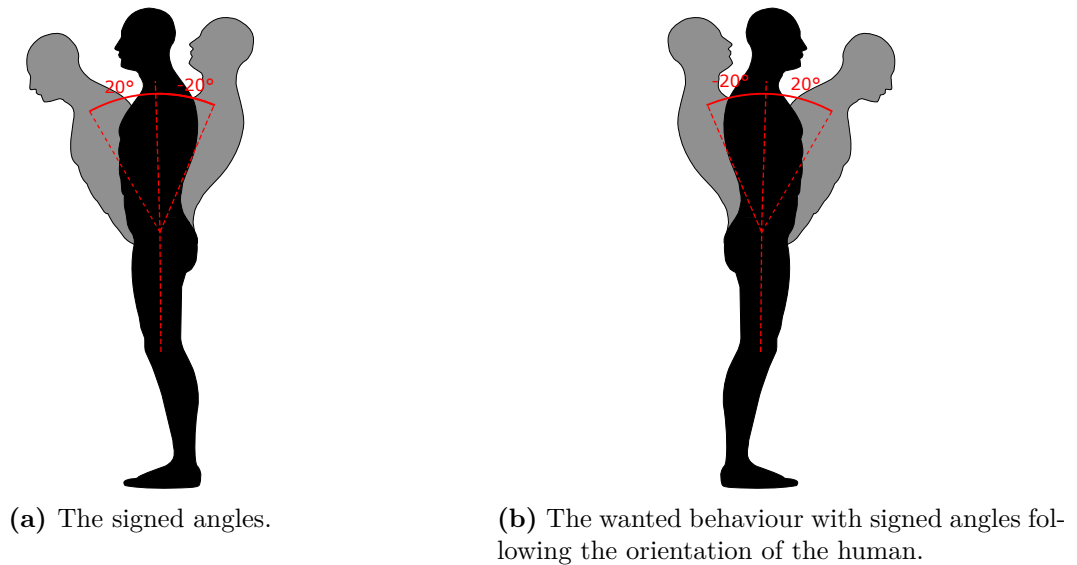 20° -20°
-20° 20°
(a) The signed angles.
(b) The wanted behaviour with signed angles fol-
lowing the orientation of the human.